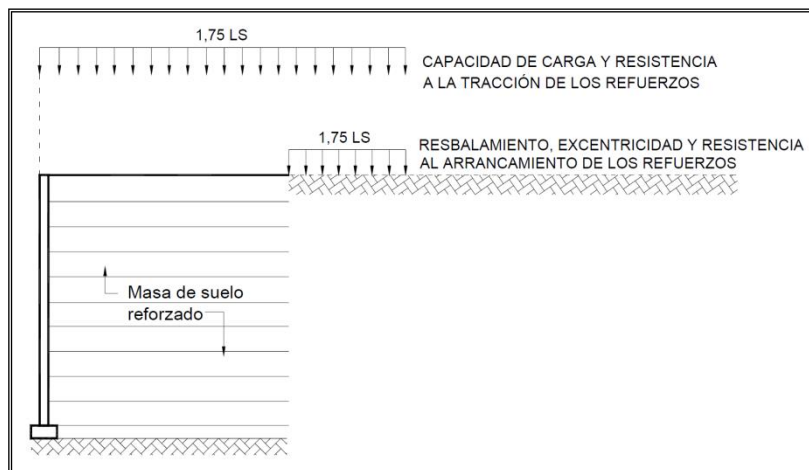 1,75 LS
CAPACIDAD DE CARGA Y RESISTENCIA
A LA TRACCIÓN DE LOS REFUERZOS
1,75 LS
RESBALAMIENTO, EXCENTRICIDAD Y RESISTENCIA
AL ARRANCAMIENTO DE LOS REFUERZOS
Masa de suelo
reforzado